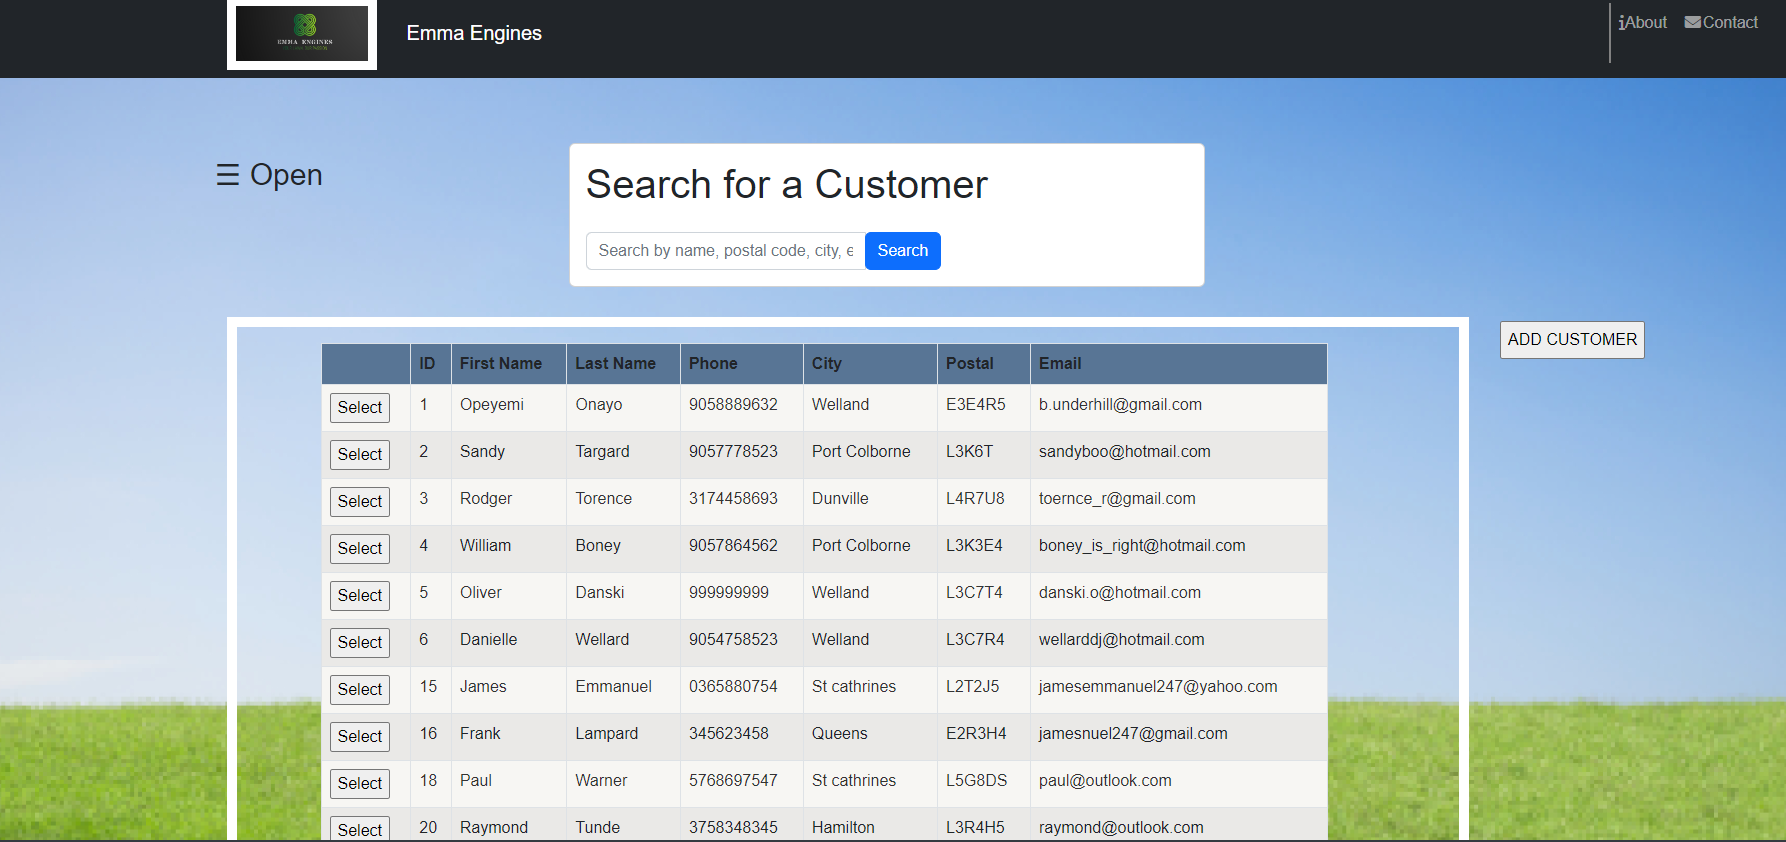 EMMA ENGINES
Emma Engines
About Contact
☰ Open
Search for a Customer
Search by name, postal code, city, e
Search
ADD CUSTOMER
ID First Name Last Name Phone City Postal Email
Select 1 Opeyemi Onayo 9058889632 Welland E3E4R5 b.underhill@gmail.com
Select 2 Sandy Targard 9057778523 Port Colborne L3K6T sandyboo@hotmail.com
Select 3 Rodger Torence 3174458693 Dunville L4R7U8 toernce_r@gmail.com
Select 4 William Boney 9057864562 Port Colborne L3K3E4 boney_is_right@hotmail.com
Select 5 Oliver Danski 999999999 Welland L3C7T4 danski.o@hotmail.com
Select 6 Danielle Wellard 9054758523 Welland L3C7R4 wellarddj@hotmail.com
Select 15 James Emmanuel 0365880754 St cathrines L2T2J5 jamesemmanuel247@yahoo.com
Select 16 Frank Lampard 345623458 Queens E2R3H4 jamesnuel247@gmail.com
Select 18 Paul Warner 5768697547 St cathrines L5G8DS paul@outlook.com
Select 20 Raymond Tunde 3758348345 Hamilton L3R4H5 raymond@outlook.com